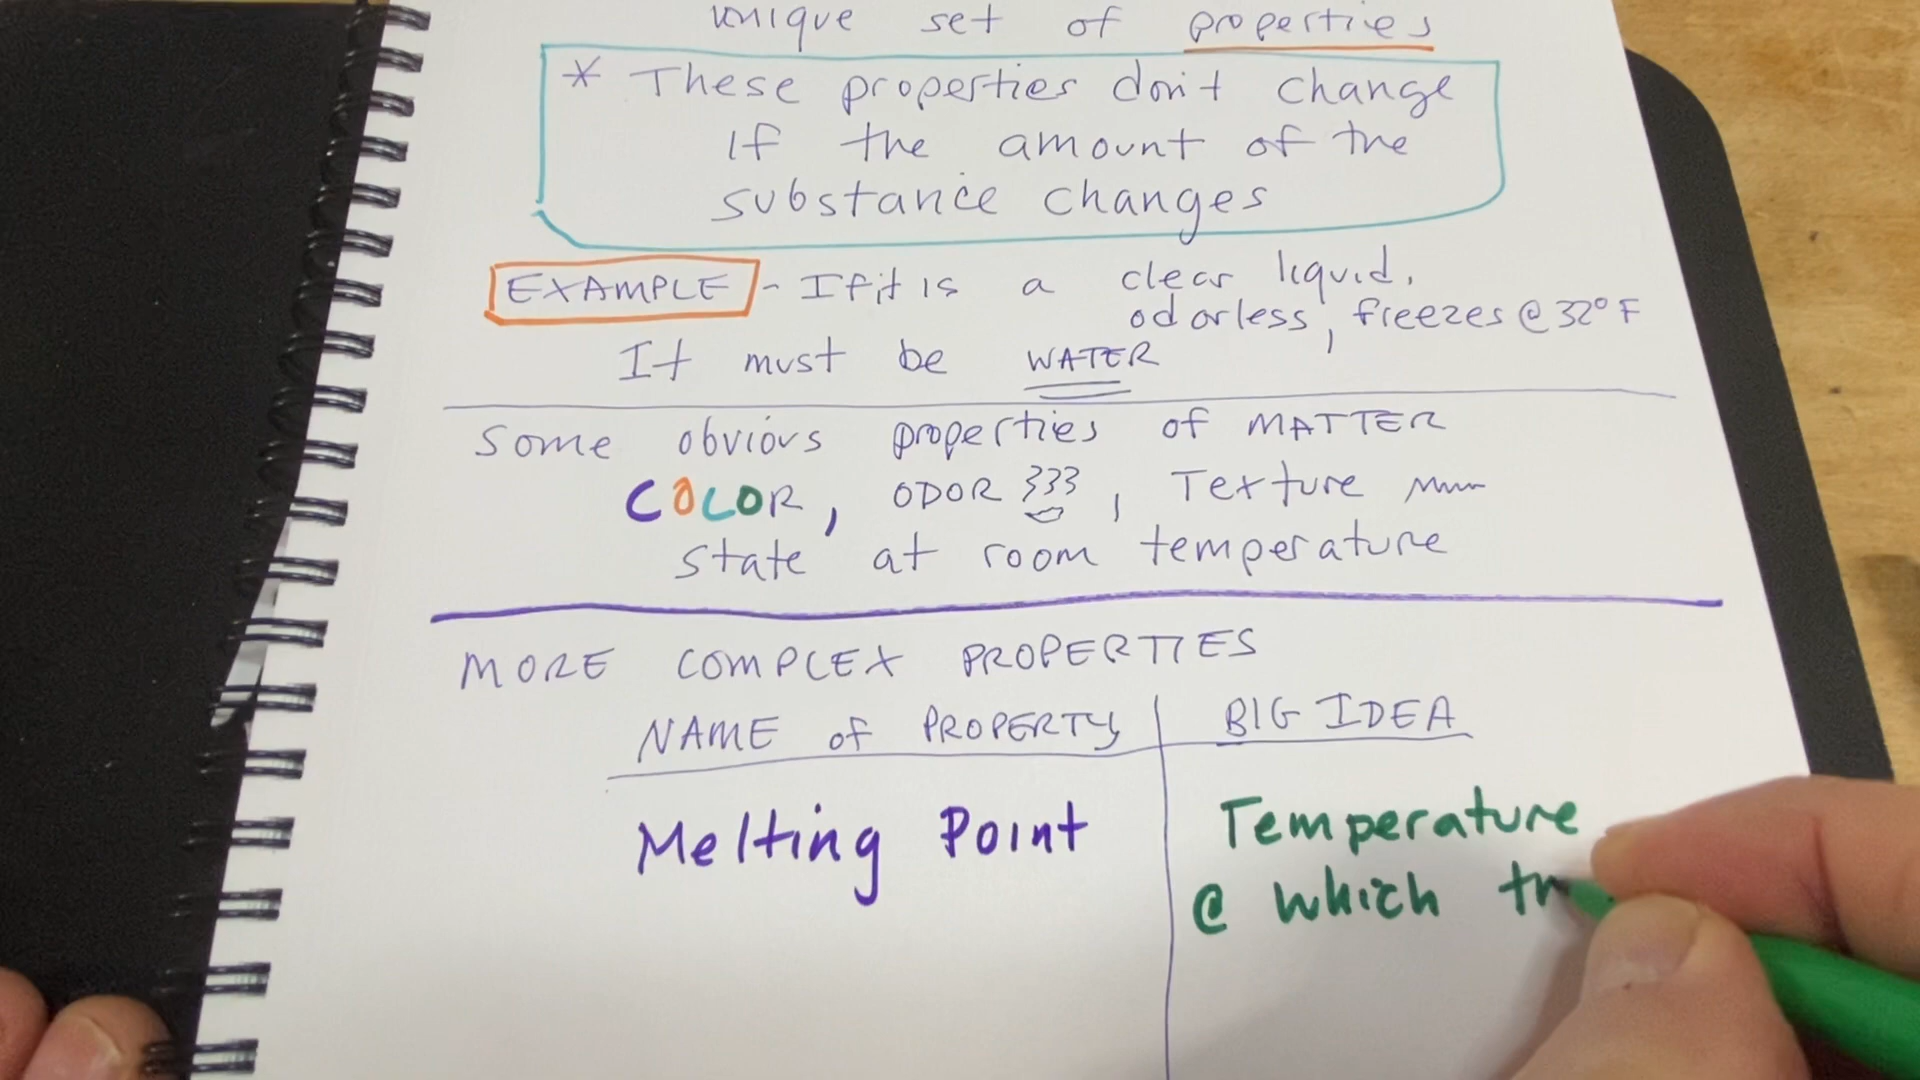 unique set of properties
* These properties don't change
If the amount of the
substance changes
EXAMPLE - If it is a clear liquid,
odorless, freezes @ 32° F
It must be WATER
Some obvious properties of MATTER
COLOR, ODOR, Texture
state at room temperature
MORE COMPLEX PROPERTIES
NAME of PROPERTY BIG IDEA
Melting Point Temperature
@ which th